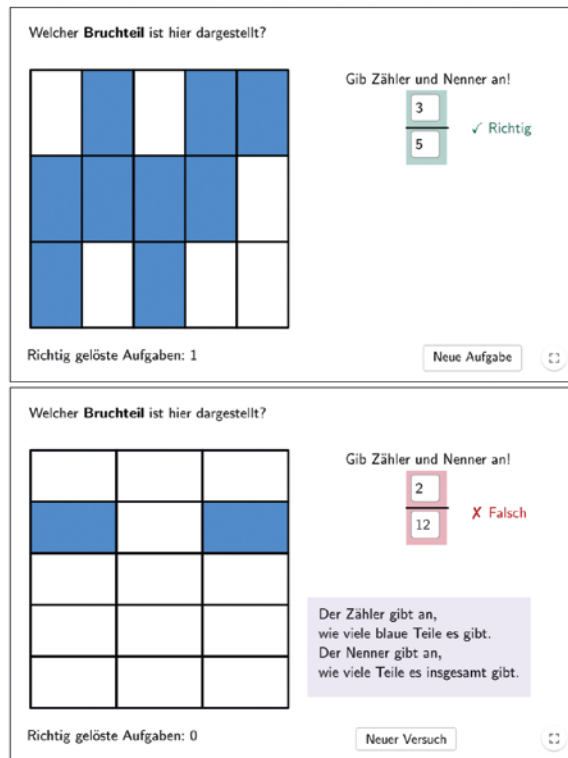 Welcher Bruchteil ist hier dargestellt?
Gib Zähler und Nenner an!
3
5
✓ Richtig
Richtig gelöste Aufgaben: 1
Neue Aufgabe
Welcher Bruchteil ist hier dargestellt?
Gib Zähler und Nenner an!
2
12
✗ Falsch
Der Zähler gibt an,
wie viele blaue Teile es gibt.
Der Nenner gibt an,
wie viele Teile es insgesamt gibt.
Richtig gelöste Aufgaben: 0
Neuer Versuch